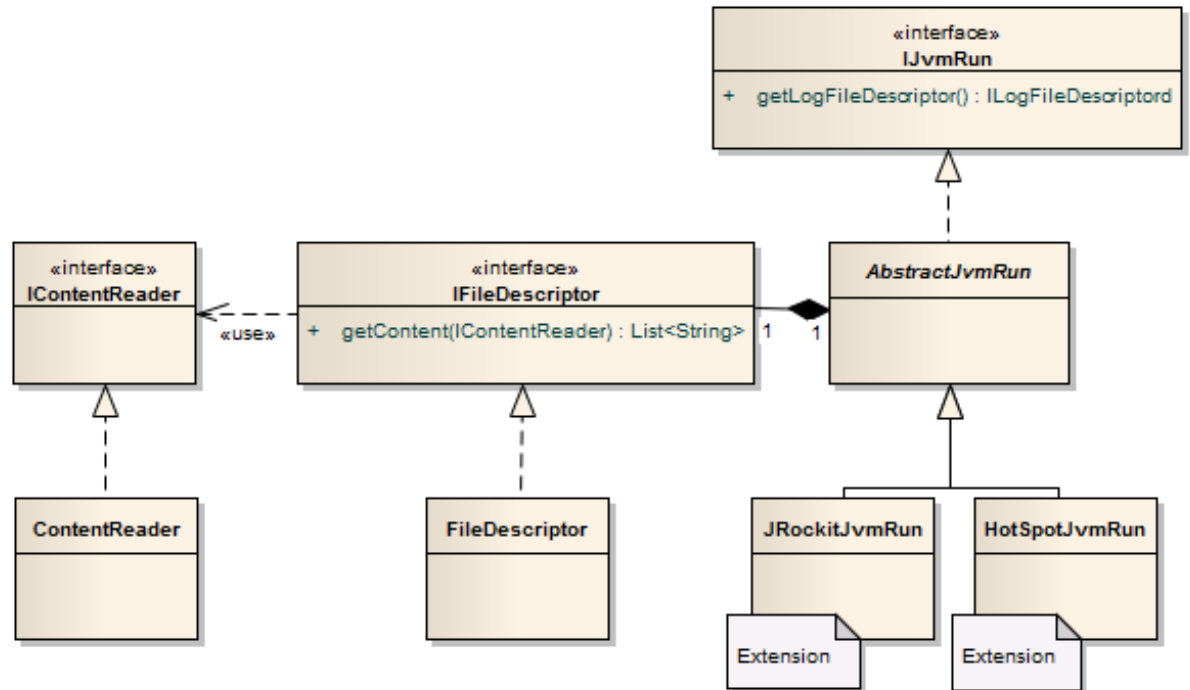 «interface»
IJvmRun
+ getLogFileDescriptor() : ILogFileDescriptord
«interface»
IContentReader
«use»
«interface»
IFileDescriptor
+ getContent(IContentReader) : List<String>
1
1
AbstractJvmRun
ContentReader
FileDescriptor
JRockitJvmRun
HotSpotJvmRun
Extension
Extension